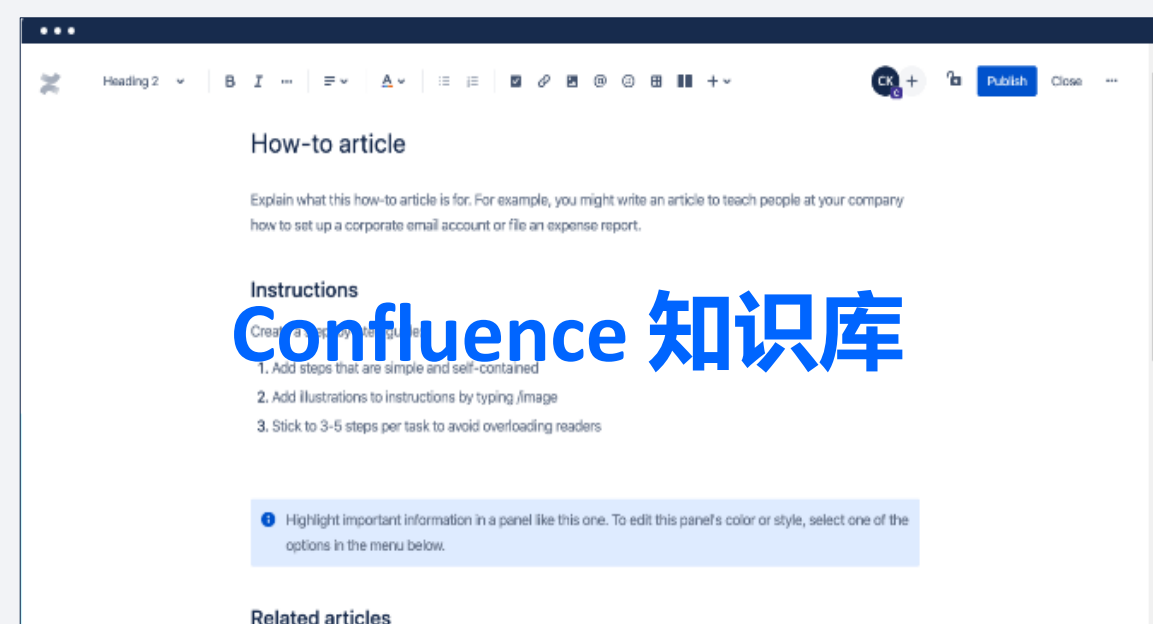 Heading 2
B I A
CK + C Publish Close
How-to article
Explain what this how-to article is for. For example, you might write an article to teach people at your company
how to set up a corporate email account or file an expense report.
Instructions
Confluence 知识库
1. Add steps that are simple and self-contained
2. Add illustrations to instructions by typing /image
3. Stick to 3-5 steps per task to avoid overloading readers
Highlight important information in a panel like this one. To edit this panel's color or style, select one of the
options in the menu below.
Related articles